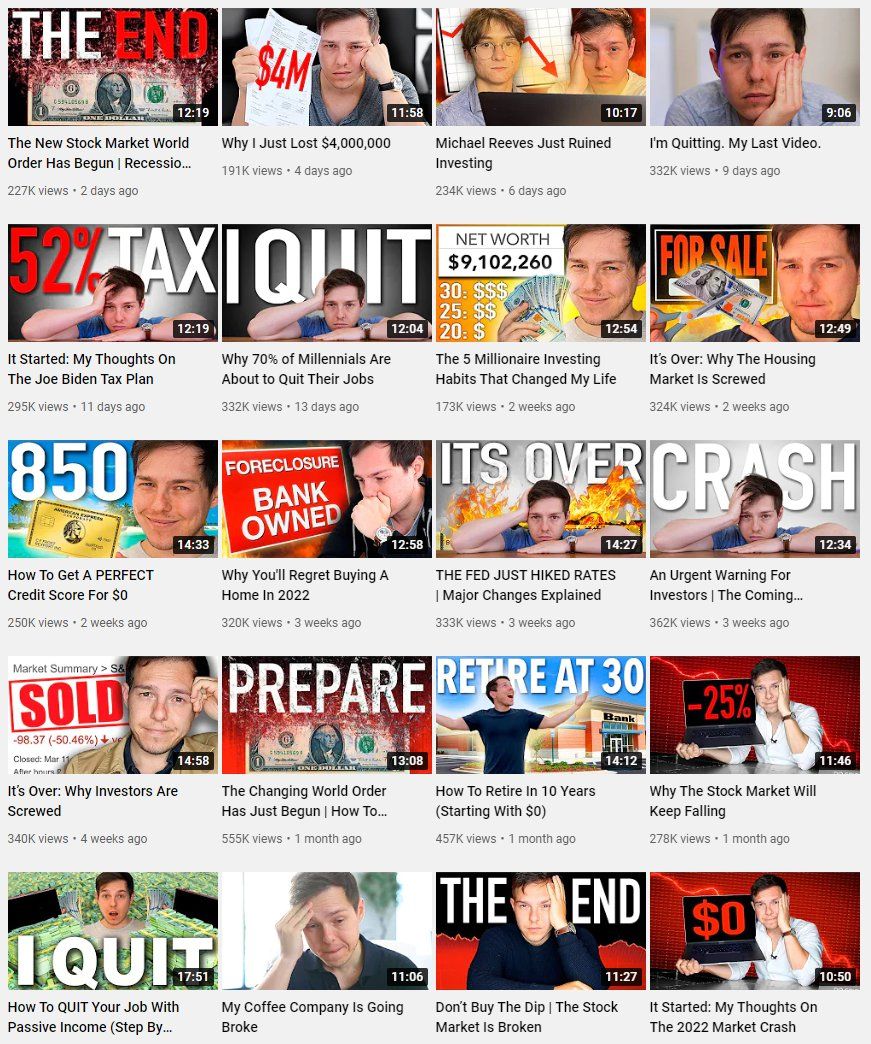 THE END
ONE DOLLAR
12:19
$4M
11:58
10:17
9:06
The New Stock Market World
Order Has Begun | Recessio...
227K views • 2 days ago
Why I Just Lost $4,000,000
191K views • 4 days ago
Michael Reeves Just Ruined
Investing
234K views • 6 days ago
I'm Quitting. My Last Video.
332K views • 9 days ago
52% TAX
12:19
I QUIT
12:04
NET WORTH
$9,102,260
30: $$$
25: $$
20: $
12:54
FOR SALE
12:49
It Started: My Thoughts On
The Joe Biden Tax Plan
295K views • 11 days ago
Why 70% of Millennials Are
About to Quit Their Jobs
332K views • 13 days ago
The 5 Millionaire Investing
Habits That Changed My Life
173K views • 2 weeks ago
It’s Over: Why The Housing
Market Is Screwed
324K views • 2 weeks ago
850
AMERICAN EXPRESS
14:33
FORECLOSURE
BANK
OWNED
12:58
ITS OVER
14:27
CRASH
12:34
How To Get A PERFECT
Credit Score For $0
250K views • 2 weeks ago
Why You'll Regret Buying A
Home In 2022
320K views • 3 weeks ago
THE FED JUST HIKED RATES
| Major Changes Explained
333K views • 3 weeks ago
An Urgent Warning For
Investors | The Coming...
362K views • 3 weeks ago
Market Summary > S&
SOLD
-98.37 (-50.46%)
Closed: Mar 11
After hours
14:58
PREPARE
ONE DOLLAR
13:08
RETIRE AT 30
Bank
14:12
-25%
11:46
It’s Over: Why Investors Are
Screwed
340K views • 4 weeks ago
The Changing World Order
Has Just Begun | How To...
555K views • 1 month ago
How To Retire In 10 Years
(Starting With $0)
457K views • 1 month ago
Why The Stock Market Will
Keep Falling
278K views • 1 month ago
I QUIT
17:51
11:06
THE END
11:27
$0
10:50
How To QUIT Your Job With
Passive Income (Step By...
My Coffee Company Is Going
Broke
Don’t Buy The Dip | The Stock
Market Is Broken
It Started: My Thoughts On
The 2022 Market Crash